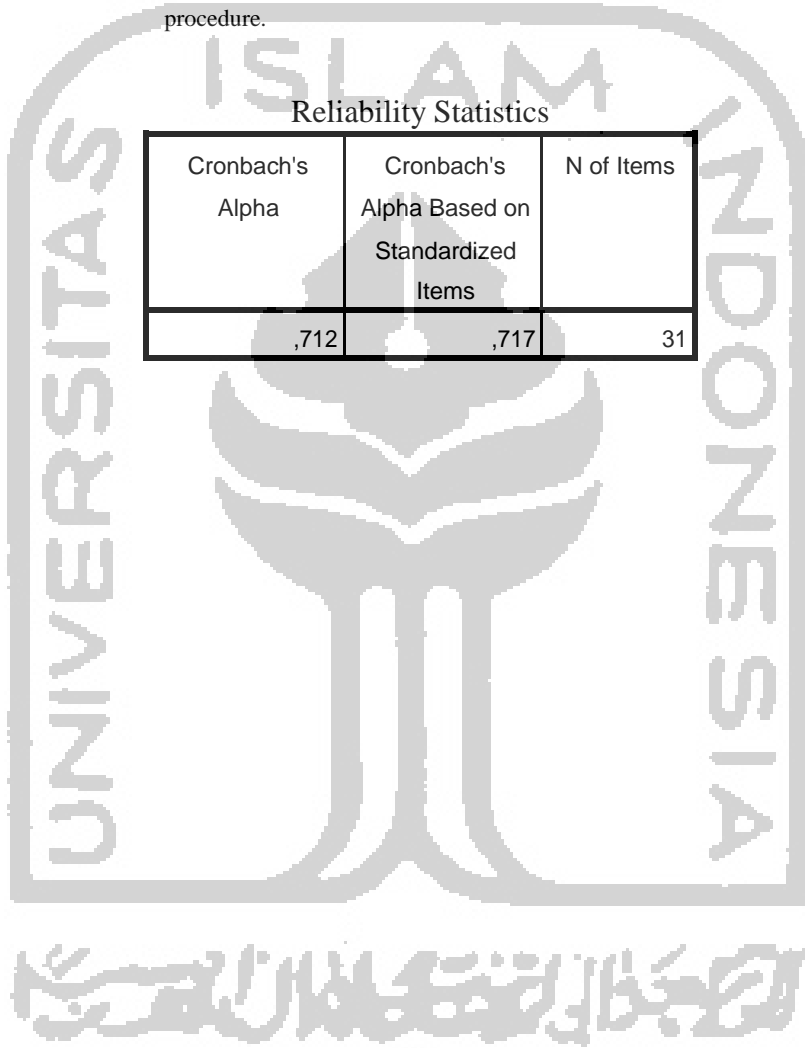 procedure.
ISLAM
Reliability Statistics
Cronbach's Alpha	Cronbach's Alpha Based on Standardized Items	N of Items
,712	,717	31
UNIVERSITAS
INDONESIA